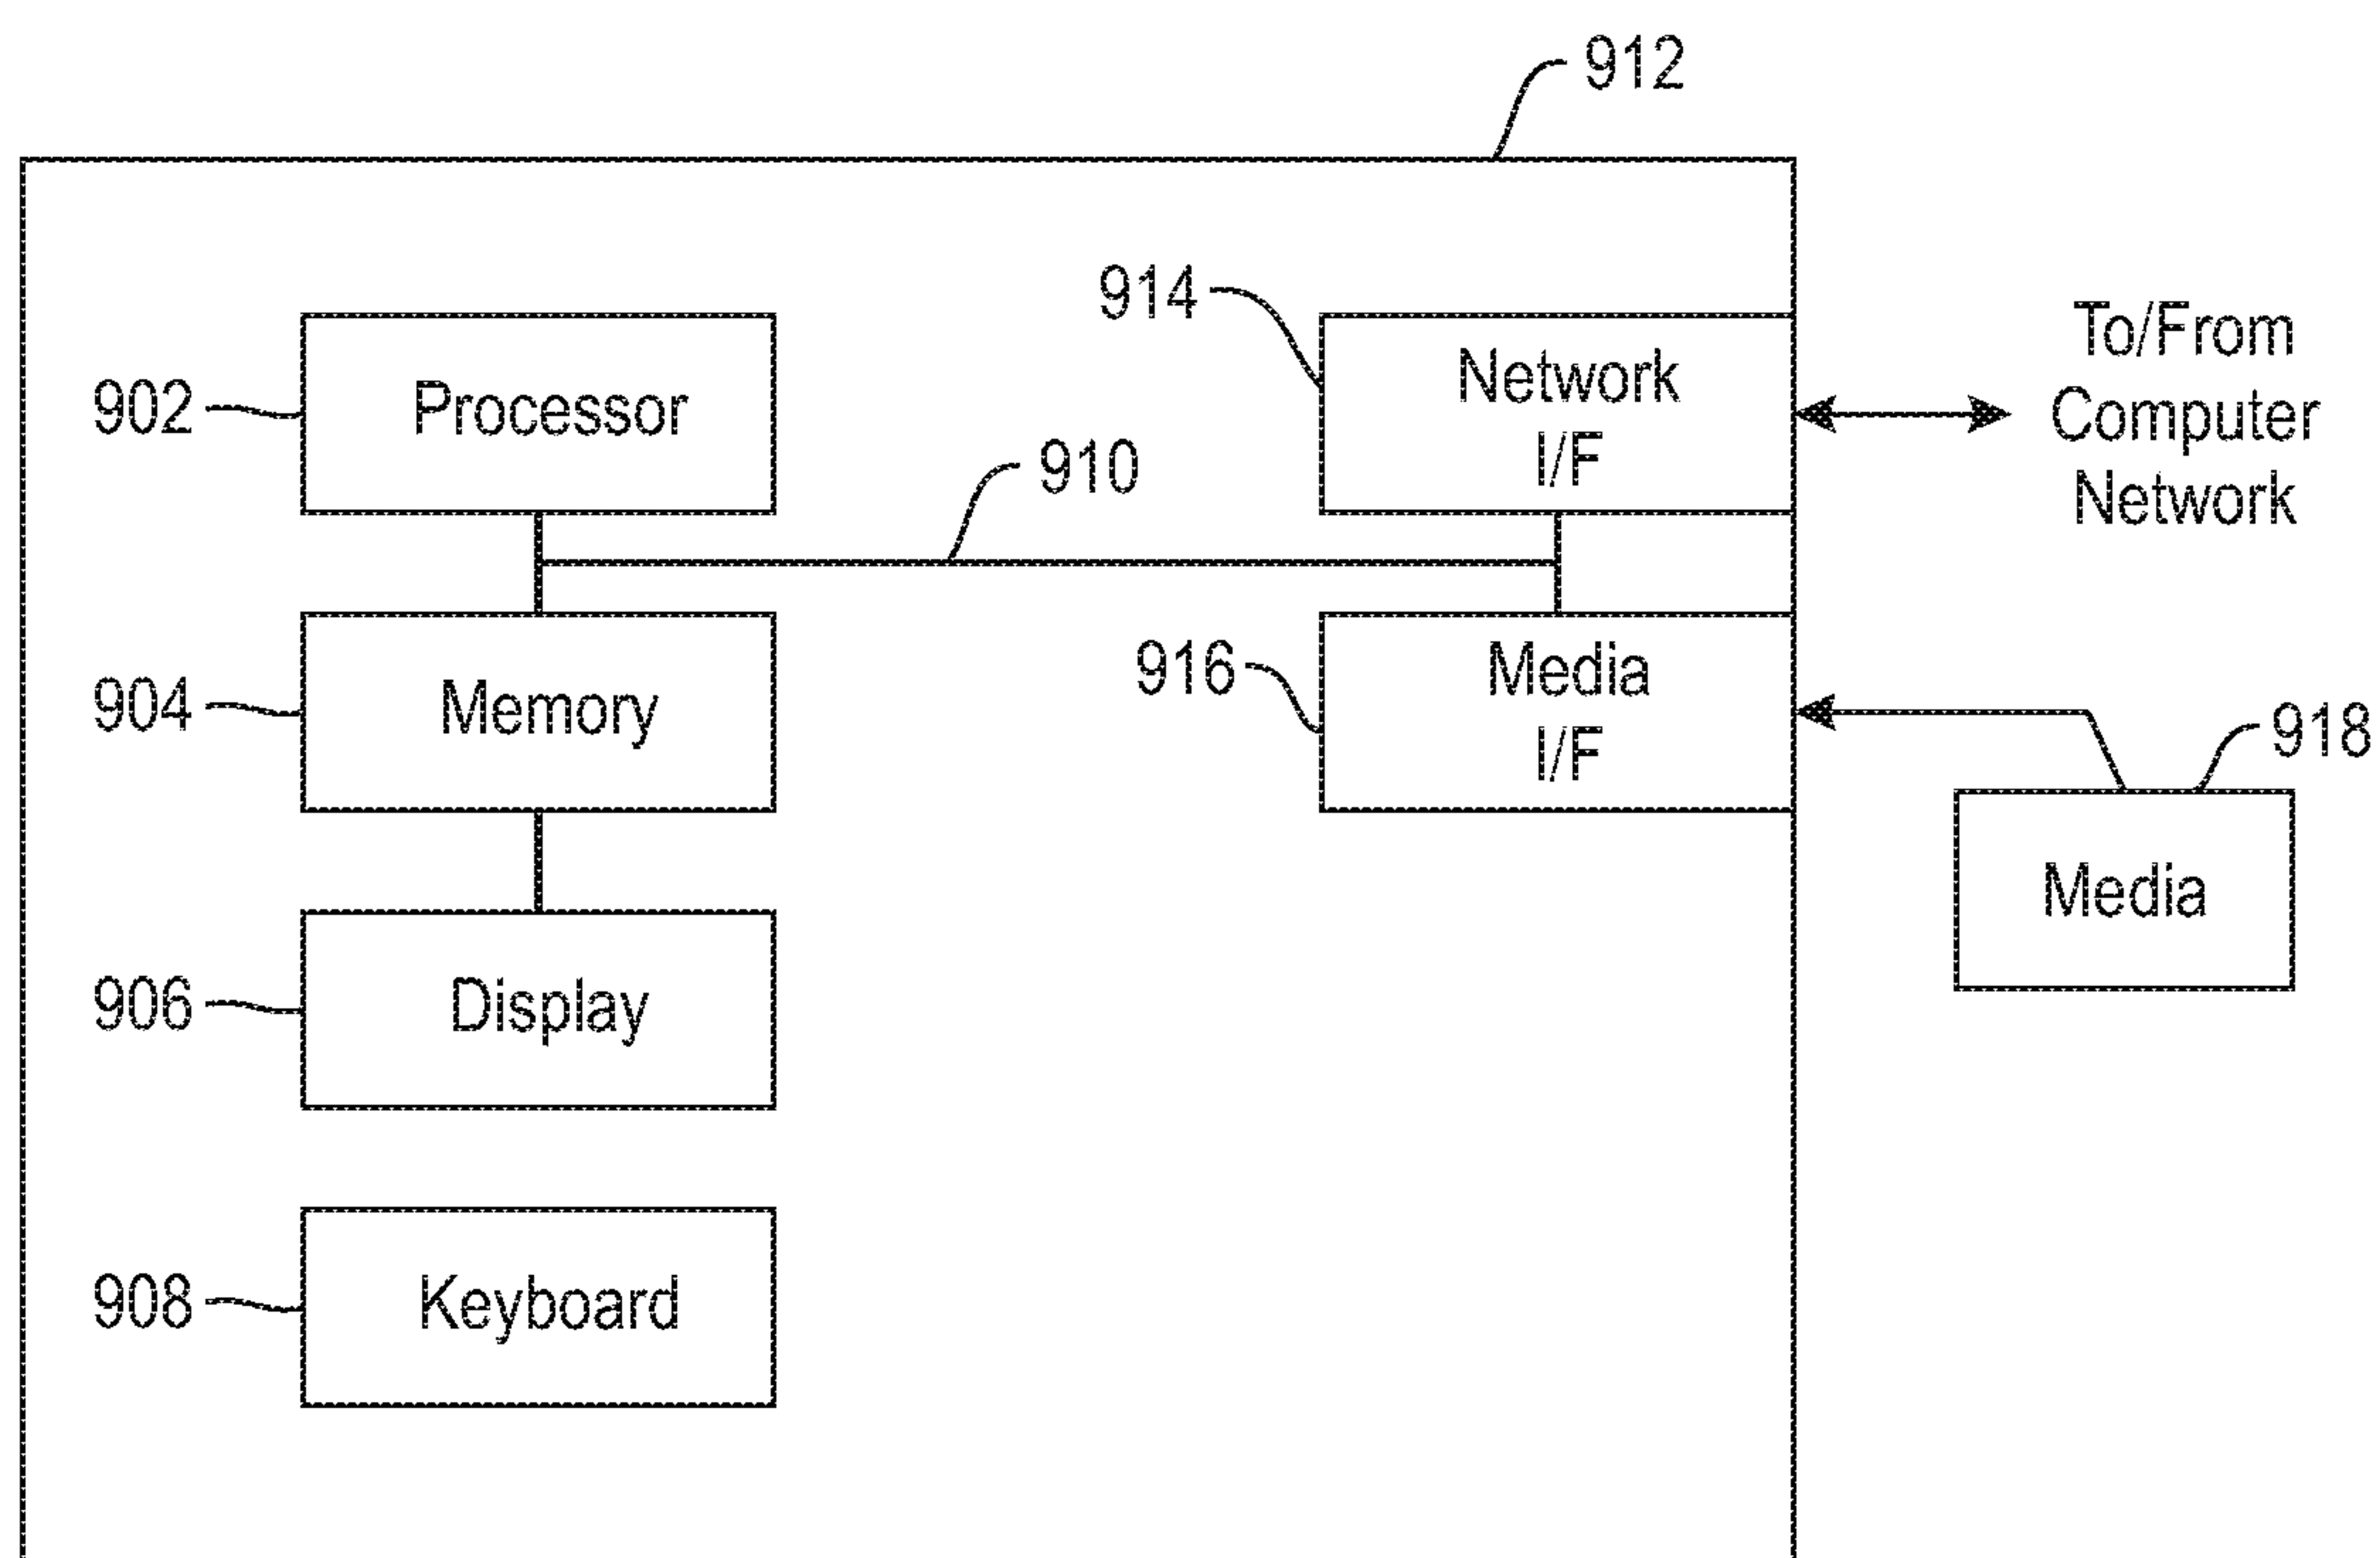 912
914
Network
I/F
To/From
Computer
Network
902
Processor
910
904
Memory
916
Media
I/F
918
Media
906
Display
908
Keyboard